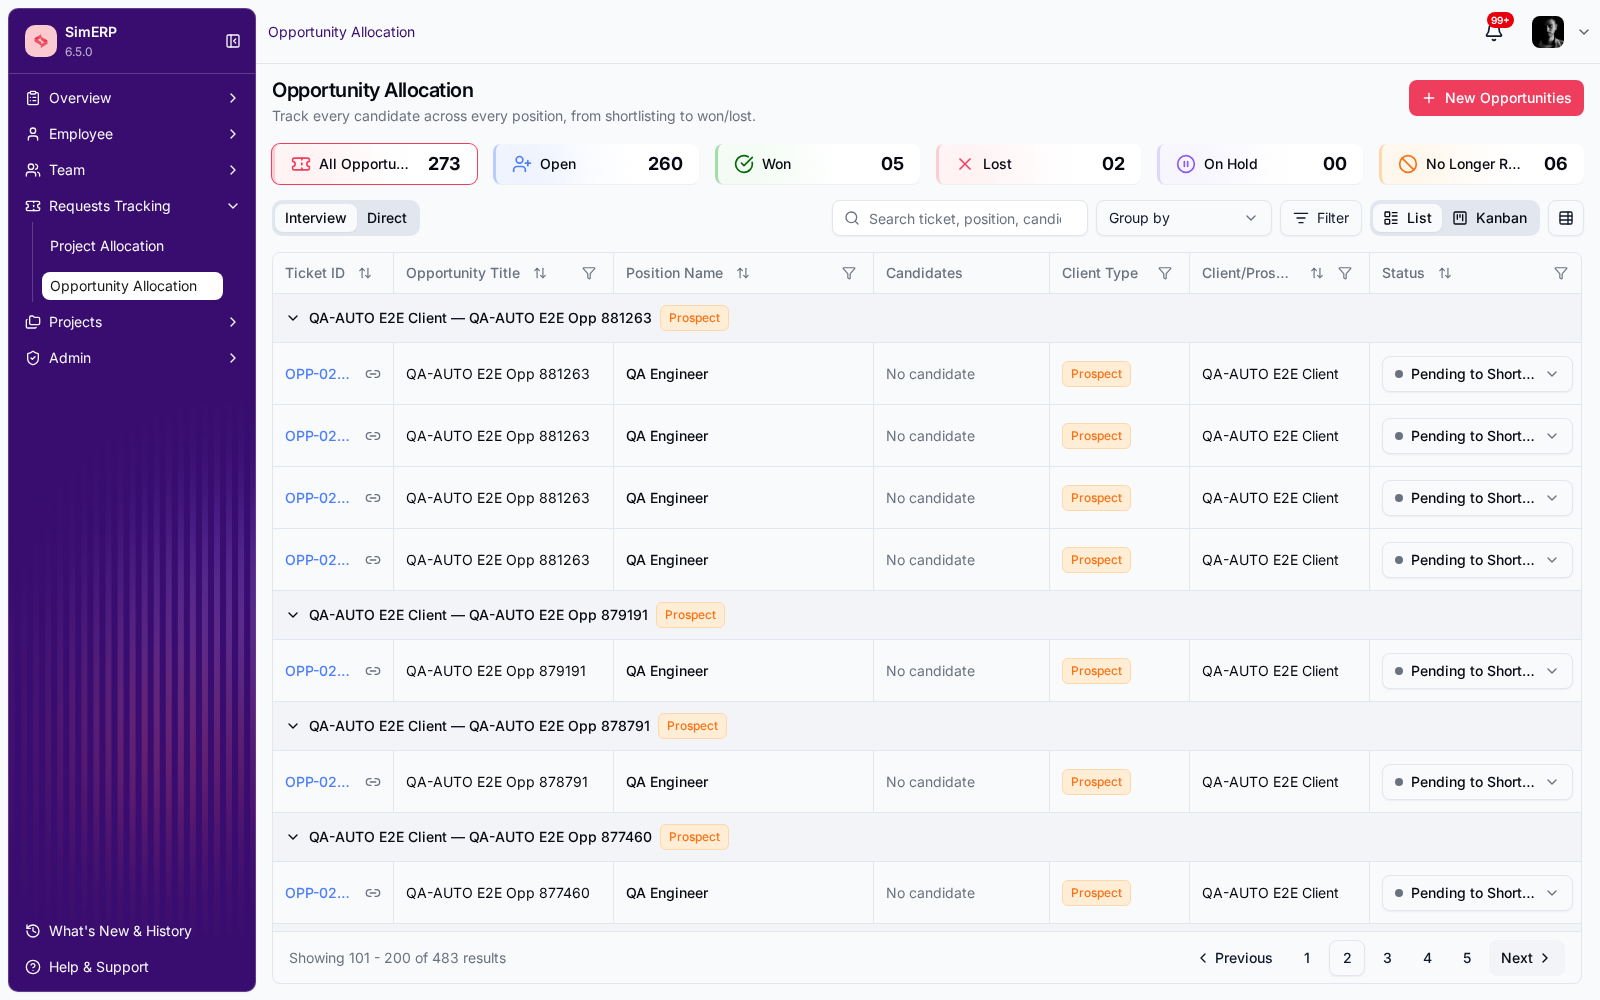 SimERP
6.5.0
Overview
Employee
Team
Requests Tracking
Project Allocation
Opportunity Allocation
Projects
Admin
What's New & History
Help & Support
Opportunity Allocation
99+
Opportunity Allocation
Track every candidate across every position, from shortlisting to won/lost.
New Opportunities
All Opportu... 273
Open 260
Won 05
Lost 02
On Hold 00
No Longer R... 06
Interview Direct
Search ticket, position, candi
Group by
Filter
List Kanban
Ticket ID Opportunity Title Position Name Candidates Client Type Client/Pros... Status
QA-AUTO E2E Client — QA-AUTO E2E Opp 881263 Prospect
OPP-02... QA-AUTO E2E Opp 881263 QA Engineer No candidate Prospect QA-AUTO E2E Client Pending to Short...
OPP-02... QA-AUTO E2E Opp 881263 QA Engineer No candidate Prospect QA-AUTO E2E Client Pending to Short...
OPP-02... QA-AUTO E2E Opp 881263 QA Engineer No candidate Prospect QA-AUTO E2E Client Pending to Short...
OPP-02... QA-AUTO E2E Opp 881263 QA Engineer No candidate Prospect QA-AUTO E2E Client Pending to Short...
QA-AUTO E2E Client — QA-AUTO E2E Opp 879191 Prospect
OPP-02... QA-AUTO E2E Opp 879191 QA Engineer No candidate Prospect QA-AUTO E2E Client Pending to Short...
QA-AUTO E2E Client — QA-AUTO E2E Opp 878791 Prospect
OPP-02... QA-AUTO E2E Opp 878791 QA Engineer No candidate Prospect QA-AUTO E2E Client Pending to Short...
QA-AUTO E2E Client — QA-AUTO E2E Opp 877460 Prospect
OPP-02... QA-AUTO E2E Opp 877460 QA Engineer No candidate Prospect QA-AUTO E2E Client Pending to Short...
Showing 101 - 200 of 483 results
Previous 1 2 3 4 5 Next